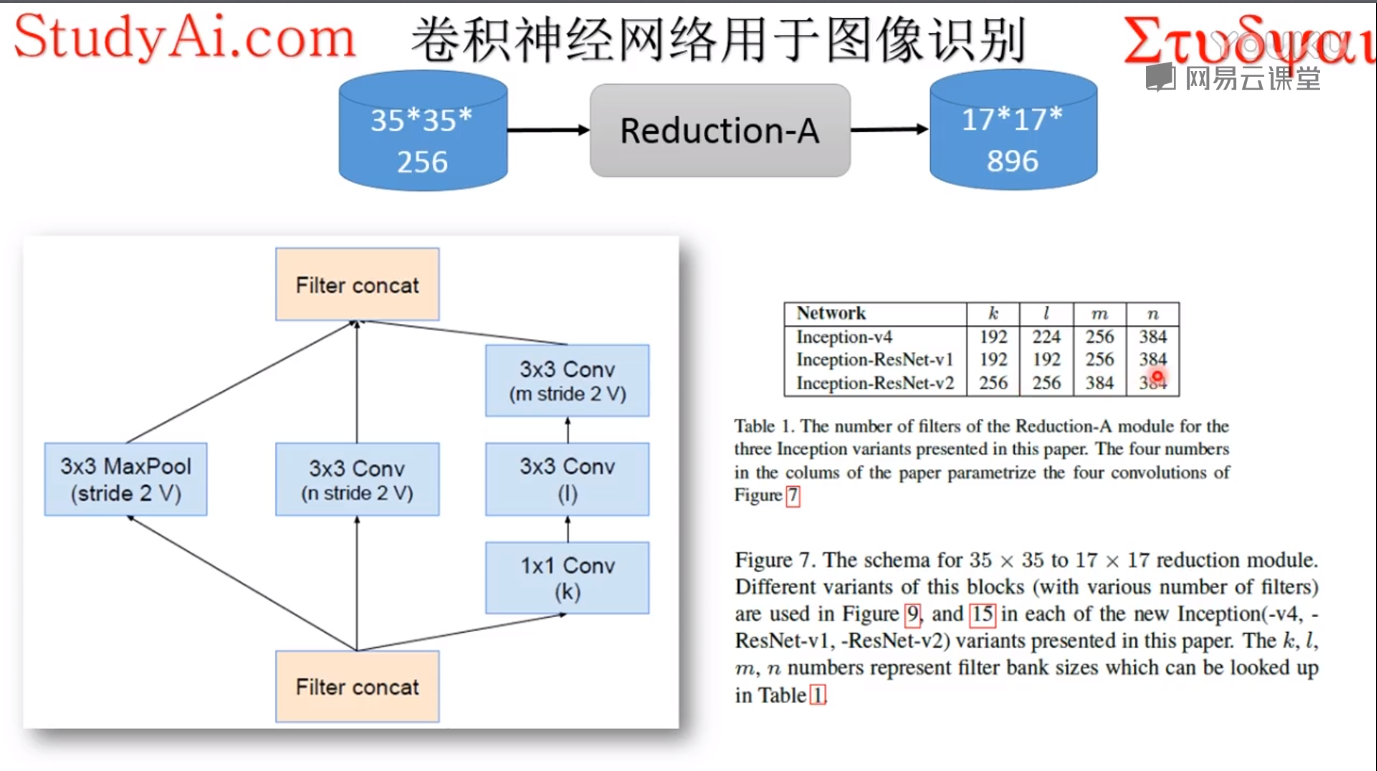 StudyAi.com
卷积神经网络用于图像识别
Στυδψαι
YOUKU
网易云课堂
35*35*
256
Reduction-A
17*17*
896
Filter concat
3x3 Conv
(m stride 2 V)
3x3 MaxPool
(stride 2 V)
3x3 Conv
(n stride 2 V)
3x3 Conv
(l)
1x1 Conv
(k)
Filter concat
Network k l m n
Inception-v4 192 224 256 384
Inception-ResNet-v1 192 192 256 384
Inception-ResNet-v2 256 256 384 384
Table 1. The number of filters of the Reduction-A module for the
three Inception variants presented in this paper. The four numbers
in the colums of the paper parametrize the four convolutions of
Figure 7
Figure 7. The schema for 35 × 35 to 17 × 17 reduction module.
Different variants of this blocks (with various number of filters)
are used in Figure 9, and 15 in each of the new Inception(-v4, -
ResNet-v1, -ResNet-v2) variants presented in this paper. The k, l,
m, n numbers represent filter bank sizes which can be looked up
in Table 1.